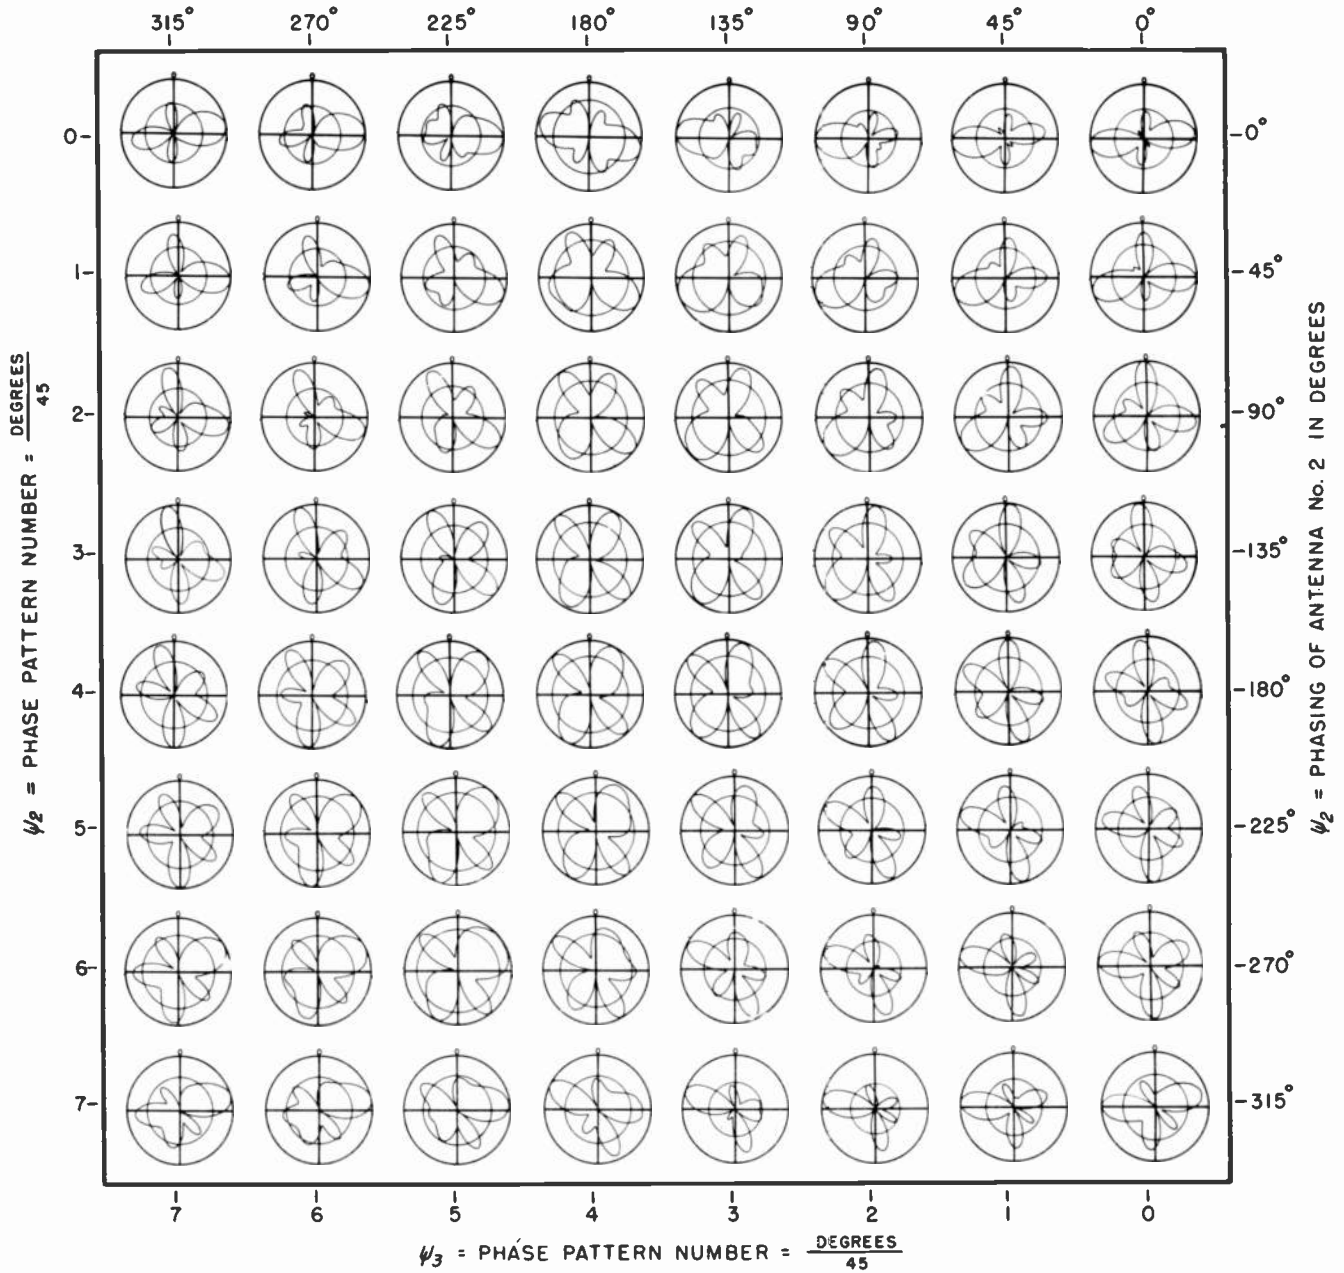 315° 270° 225° 180° 135° 90° 45° 0°
0- -0°
1- -45°
2- -90°
3- -135°
4- -180°
5- -225°
6- -270°
7- -315°
ψ2 = PHASE PATTERN NUMBER = DEGREES / 45
ψ2 = PHASING OF ANTENNA No. 2 IN DEGREES
7 6 5 4 3 2 1 0
ψ3 = PHASE PATTERN NUMBER = DEGREES / 45